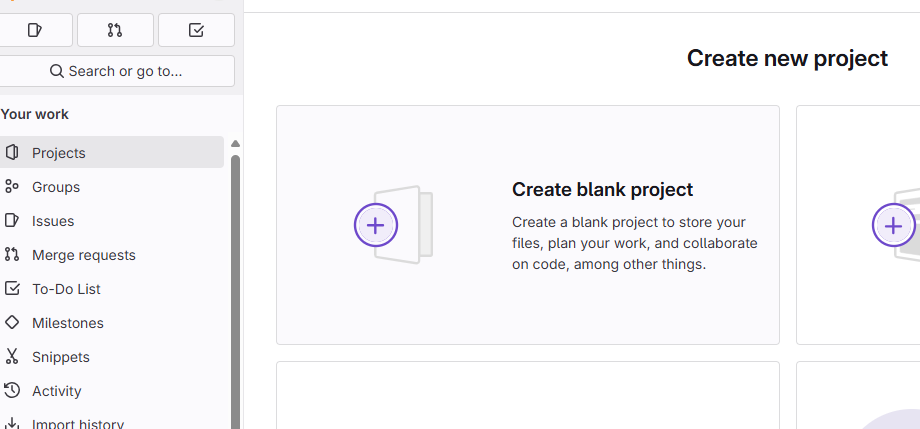 Search or go to...
Your work
Projects
Groups
Issues
Merge requests
To-Do List
Milestones
Snippets
Activity
Import history
Create new project
Create blank project
Create a blank project to store your
files, plan your work, and collaborate
on code, among other things.